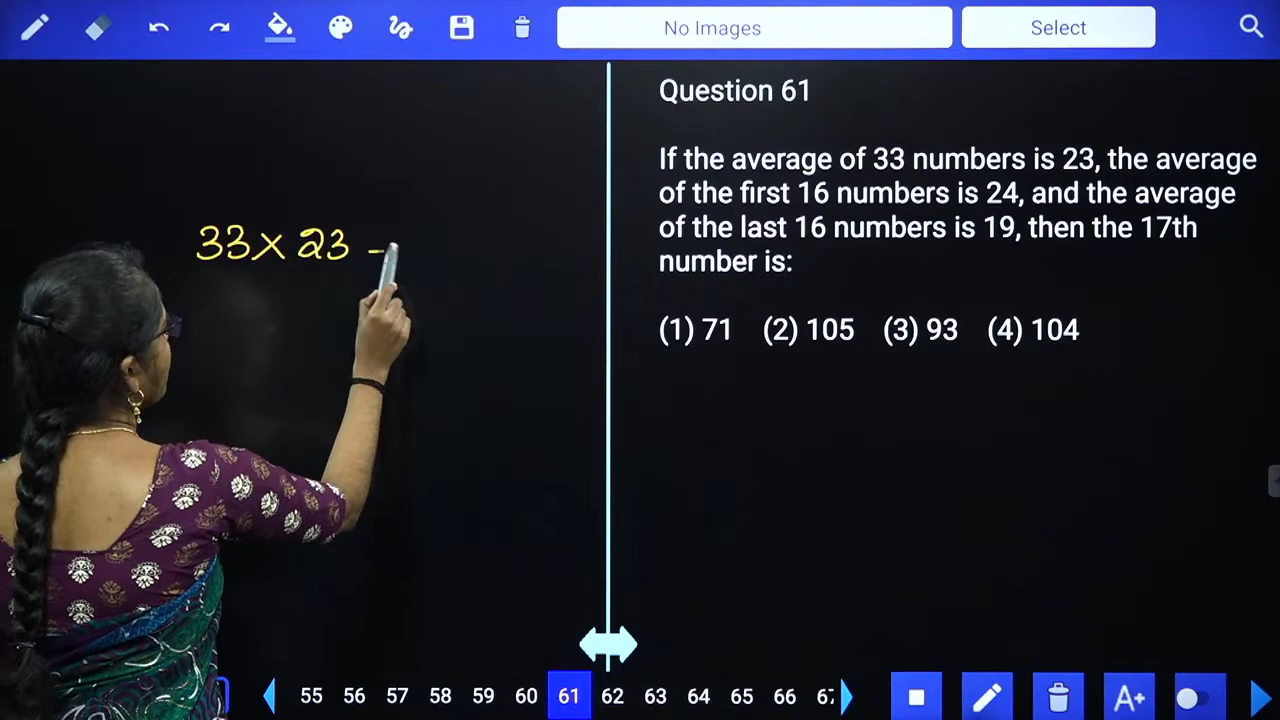 No Images
Select
Question 61
If the average of 33 numbers is 23, the average
of the first 16 numbers is 24, and the average
of the last 16 numbers is 19, then the 17th
number is:
(1) 71 (2) 105 (3) 93 (4) 104
33 × 23 -
55 56 57 58 59 60 61 62 63 64 65 66
A+